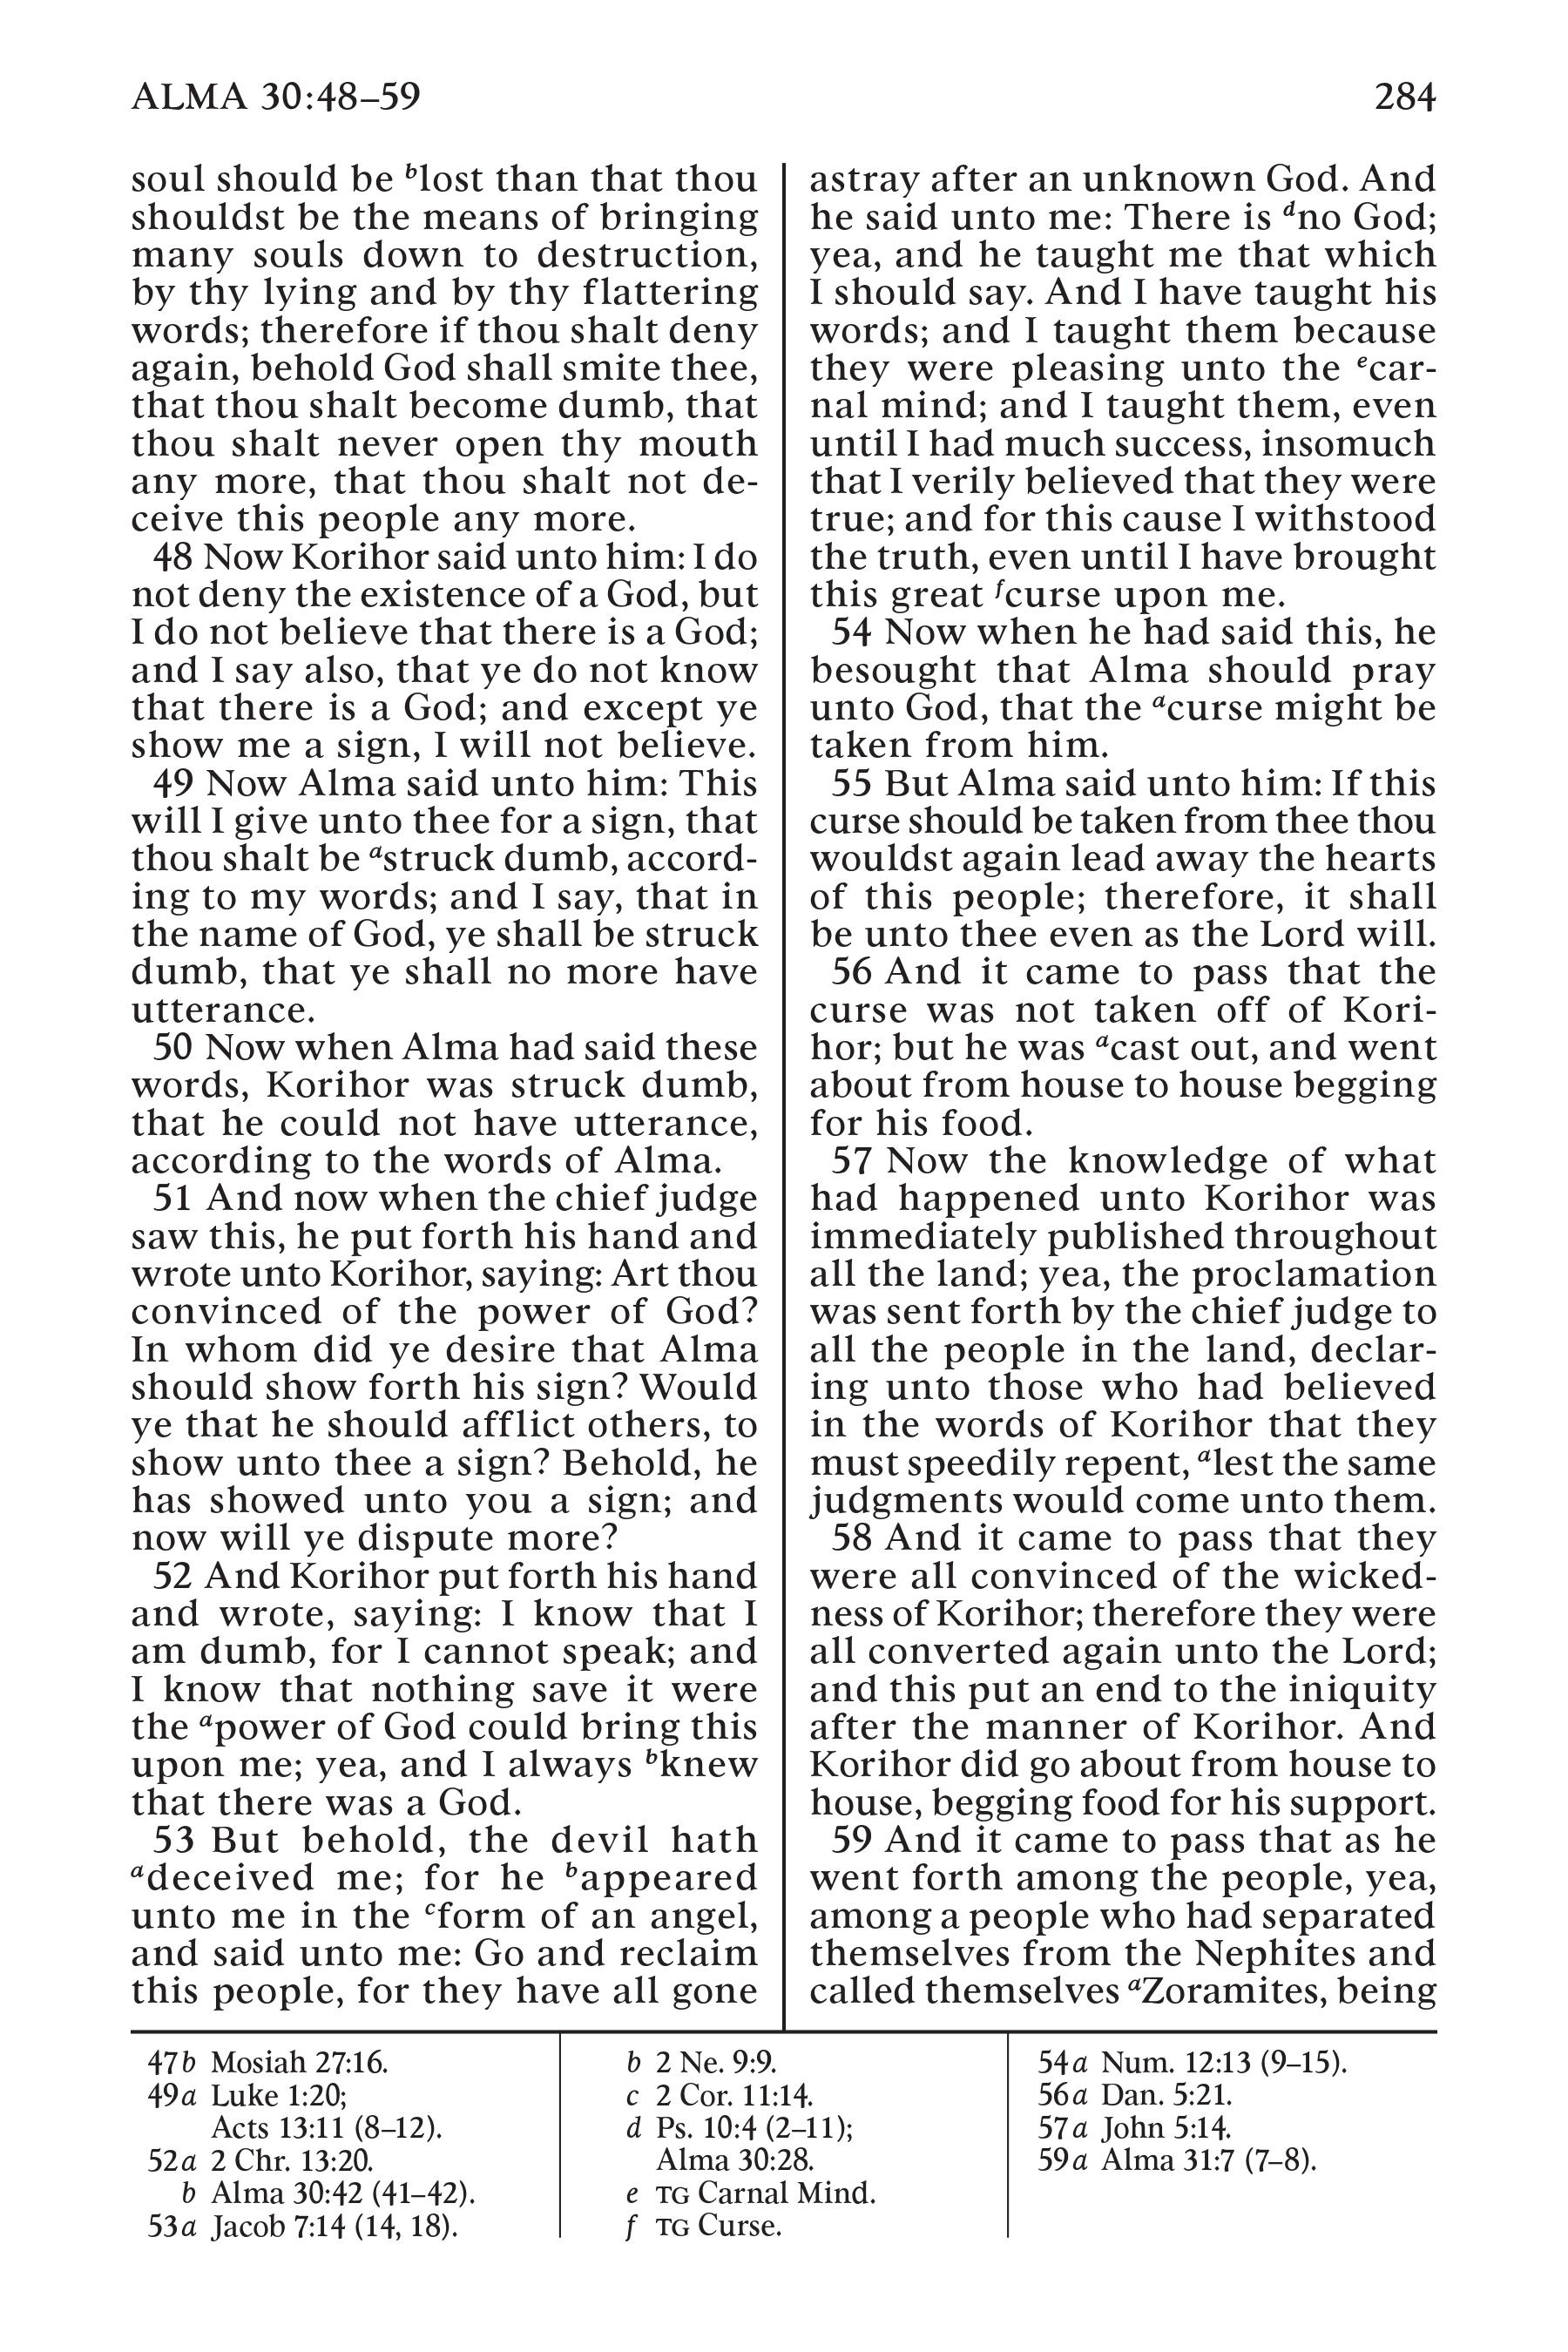 ALMA 30:48–59
284
soul should be blost than that thou
shouldst be the means of bringing
many souls down to destruction,
by thy lying and by thy flattering
words; therefore if thou shalt deny
again, behold God shall smite thee,
that thou shalt become dumb, that
thou shalt never open thy mouth
any more, that thou shalt not de-
ceive this people any more.
48 Now Korihor said unto him: I do
not deny the existence of a God, but
I do not believe that there is a God;
and I say also, that ye do not know
that there is a God; and except ye
show me a sign, I will not believe.
49 Now Alma said unto him: This
will I give unto thee for a sign, that
thou shalt be astruck dumb, accord-
ing to my words; and I say, that in
the name of God, ye shall be struck
dumb, that ye shall no more have
utterance.
50 Now when Alma had said these
words, Korihor was struck dumb,
that he could not have utterance,
according to the words of Alma.
51 And now when the chief judge
saw this, he put forth his hand and
wrote unto Korihor, saying: Art thou
convinced of the power of God?
In whom did ye desire that Alma
should show forth his sign? Would
ye that he should afflict others, to
show unto thee a sign? Behold, he
has showed unto you a sign; and
now will ye dispute more?
52 And Korihor put forth his hand
and wrote, saying: I know that I
am dumb, for I cannot speak; and
I know that nothing save it were
the apower of God could bring this
upon me; yea, and I always bknew
that there was a God.
53 But behold, the devil hath
adeceived me; for he bappeared
unto me in the cform of an angel,
and said unto me: Go and reclaim
this people, for they have all gone
astray after an unknown God. And
he said unto me: There is dno God;
yea, and he taught me that which
I should say. And I have taught his
words; and I taught them because
they were pleasing unto the ecar-
nal mind; and I taught them, even
until I had much success, insomuch
that I verily believed that they were
true; and for this cause I withstood
the truth, even until I have brought
this great fcurse upon me.
54 Now when he had said this, he
besought that Alma should pray
unto God, that the acurse might be
taken from him.
55 But Alma said unto him: If this
curse should be taken from thee thou
wouldst again lead away the hearts
of this people; therefore, it shall
be unto thee even as the Lord will.
56 And it came to pass that the
curse was not taken off of Kori-
hor; but he was acast out, and went
about from house to house begging
for his food.
57 Now the knowledge of what
had happened unto Korihor was
immediately published throughout
all the land; yea, the proclamation
was sent forth by the chief judge to
all the people in the land, declar-
ing unto those who had believed
in the words of Korihor that they
must speedily repent, alest the same
judgments would come unto them.
58 And it came to pass that they
were all convinced of the wicked-
ness of Korihor; therefore they were
all converted again unto the Lord;
and this put an end to the iniquity
after the manner of Korihor. And
Korihor did go about from house to
house, begging food for his support.
59 And it came to pass that as he
went forth among the people, yea,
among a people who had separated
themselves from the Nephites and
called themselves aZoramites, being
47b Mosiah 27:16.
49a Luke 1:20;
Acts 13:11 (8–12).
52a 2 Chr. 13:20.
b Alma 30:42 (41–42).
53a Jacob 7:14 (14, 18).
b 2 Ne. 9:9.
c 2 Cor. 11:14.
d Ps. 10:4 (2–11);
Alma 30:28.
e TG Carnal Mind.
f TG Curse.
54a Num. 12:13 (9–15).
56a Dan. 5:21.
57a John 5:14.
59a Alma 31:7 (7–8).